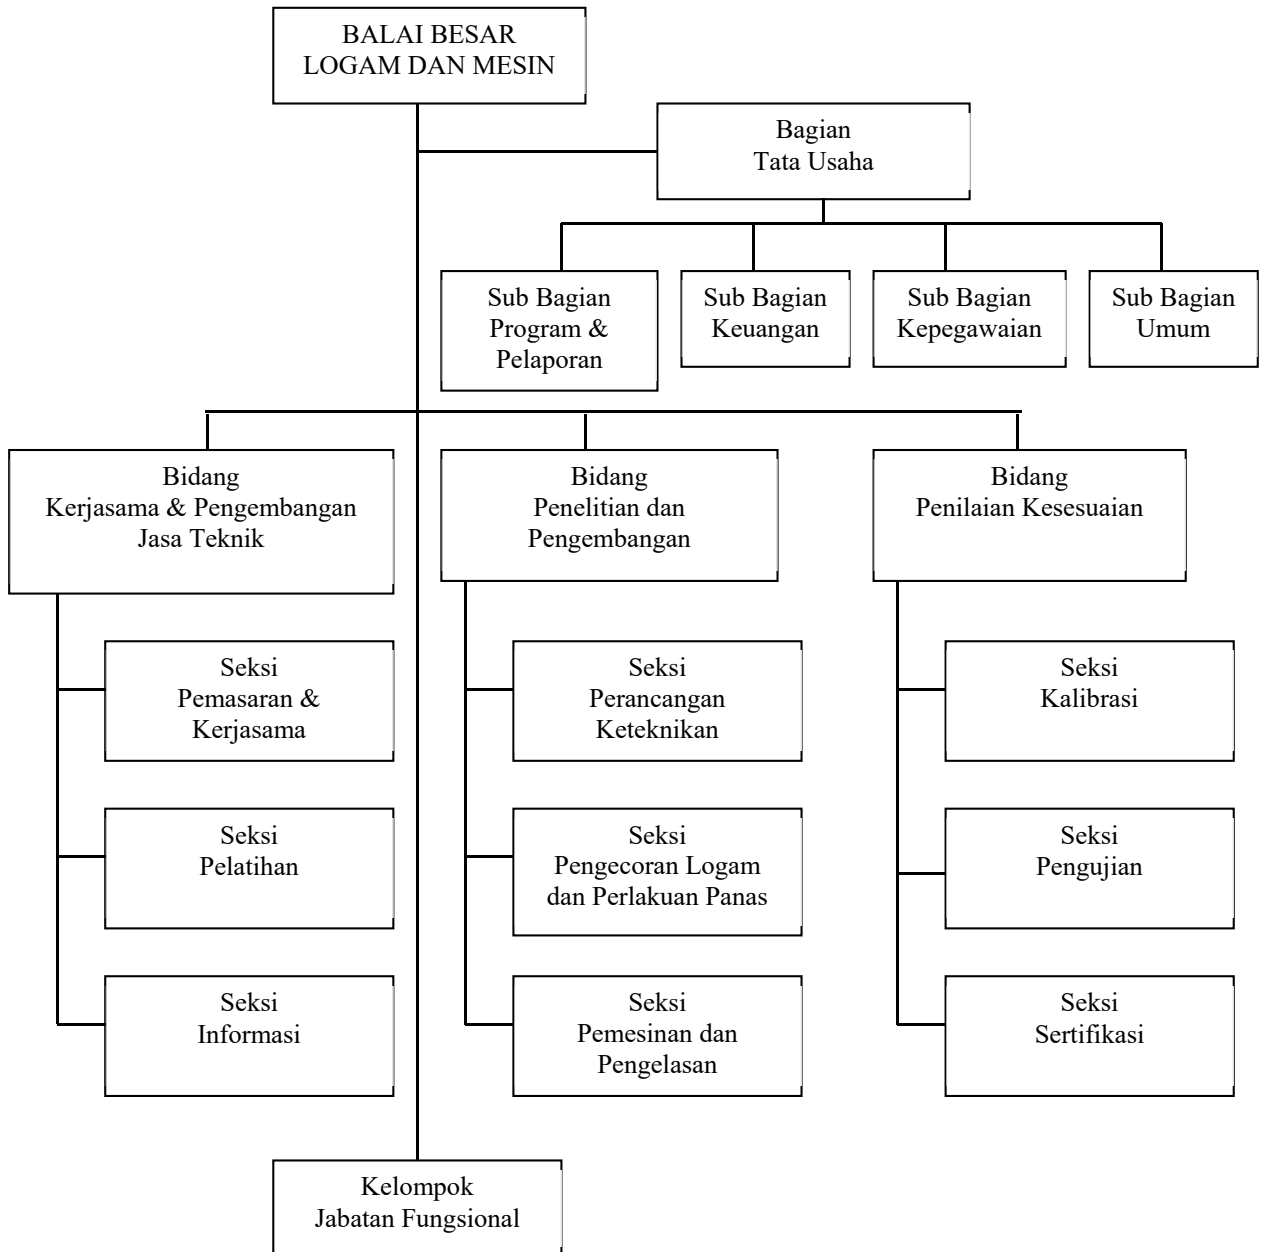 BALAI BESAR
LOGAM DAN MESIN
Bagian
Tata Usaha
Sub Bagian
Program &
Pelaporan
Sub Bagian
Keuangan
Sub Bagian
Kepegawaian
Sub Bagian
Umum
Bidang
Kerjasama & Pengembangan
Jasa Teknik
Bidang
Penelitian dan
Pengembangan
Bidang
Penilaian Kesesuaian
Seksi
Pemasaran &
Kerjasama
Seksi
Perancangan
Keteknikan
Seksi
Kalibrasi
Seksi
Pelatihan
Seksi
Pengecoran Logam
dan Perlakuan Panas
Seksi
Pengujian
Seksi
Informasi
Seksi
Pemesinan dan
Pengelasan
Seksi
Sertifikasi
Kelompok
Jabatan Fungsional